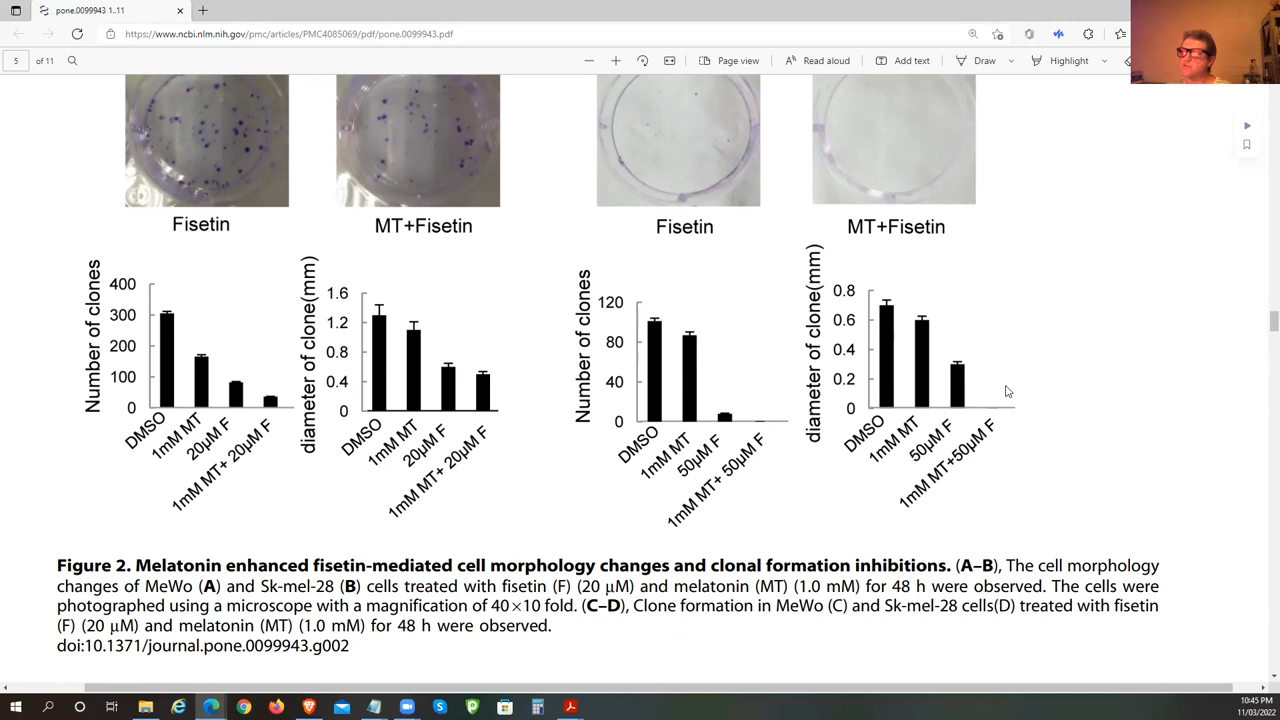 pone.0099943 1..11
https://www.ncbi.nlm.nih.gov/pmc/articles/PMC4085069/pdf/pone.0099943.pdf
5 of 11
Page view
Read aloud
Add text
Draw
Highlight
Fisetin
MT+Fisetin
Fisetin
MT+Fisetin
Number of clones
400
300
200
100
0
DMSO
1mM MT
20μM F
1mM MT+ 20μM F
diameter of clone(mm)
1.6
1.2
0.8
0.4
0
DMSO
1mM MT
20μM F
1mM MT+ 20μM F
Number of clones
120
80
40
0
DMSO
1mM MT
50μM F
1mM MT+ 50μM F
diameter of clone(mm)
0.8
0.6
0.4
0.2
0
DMSO
1mM MT
50μM F
1mM MT+50μM F
Figure 2. Melatonin enhanced fisetin-mediated cell morphology changes and clonal formation inhibitions. (A–B), The cell morphology
changes of MeWo (A) and Sk-mel-28 (B) cells treated with fisetin (F) (20 μM) and melatonin (MT) (1.0 mM) for 48 h were observed. The cells were
photographed using a microscope with a magnification of 40×10 fold. (C–D), Clone formation in MeWo (C) and Sk-mel-28 cells(D) treated with fisetin
(F) (20 μM) and melatonin (MT) (1.0 mM) for 48 h were observed.
doi:10.1371/journal.pone.0099943.g002
10:45 PM
11/03/2022